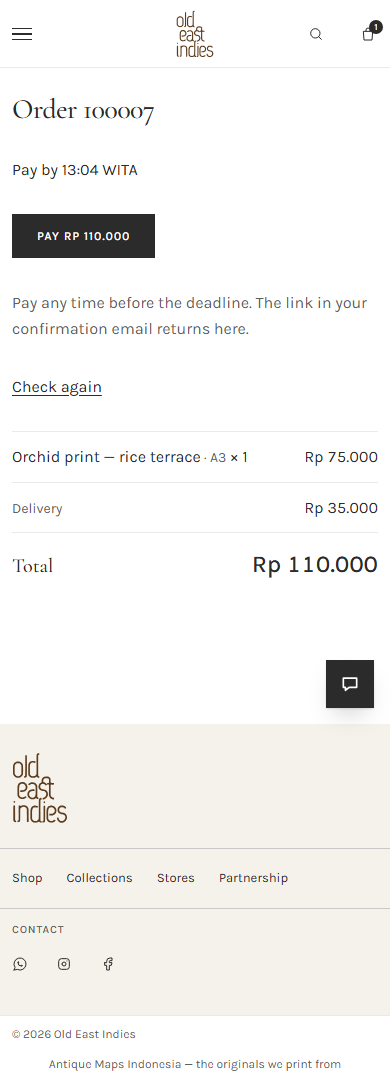 old
east
indies
1
Order 100007
Pay by 13:04 WITA
PAY RP 110.000
Pay any time before the deadline. The link in your
confirmation email returns here.
Check again
Orchid print — rice terrace · A3 × 1 Rp 75.000
Delivery Rp 35.000
Total Rp 110.000
old
east
indies
Shop Collections Stores Partnership
CONTACT
© 2026 Old East Indies
Antique Maps Indonesia — the originals we print from